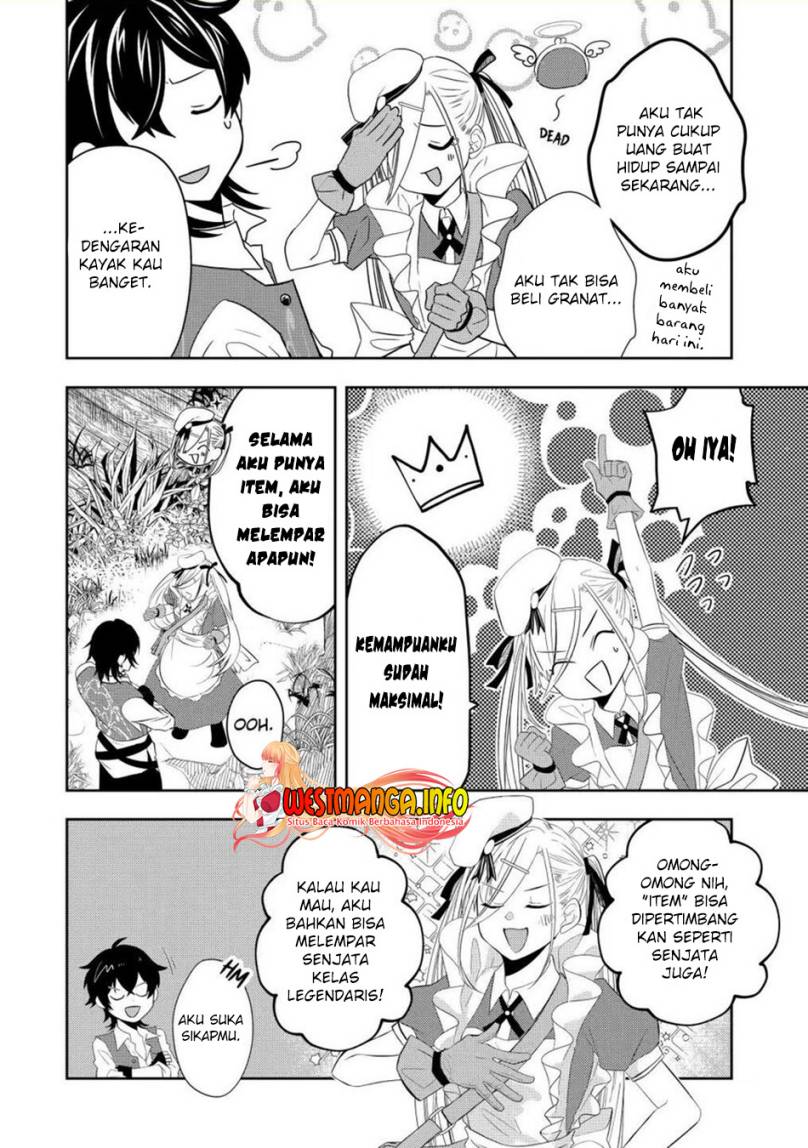 AKU TAK
PUNYA CUKUP
UANG BUAT
HIDUP SAMPAI
SEKARANG...
DEAD
aku
membeli
banyak
barang
hari ini.
AKU TAK BISA
BELI GRANAT...
...KE-
DENGARAN
KAYAK KAU
BANGET.
OH IYA!
KEMAMPUANKU
SUDAH
MAKSIMAL!
SELAMA
AKU PUNYA
ITEM, AKU
BISA
MELEMPAR
APAPUN!
OOH.
WESTMANGA.INFO
Situs Baca Komik Berbahasa Indonesia
OMONG-
OMONG NIH,
"ITEM" BISA
DIPERTIMBANG
KAN SEPERTI
SENJATA
JUGA!
KALAU KAU
MAU, AKU
BAHKAN BISA
MELEMPAR
SENJATA
KELAS
LEGENDARIS!
HM
AKU SUKA
SIKAPMU.